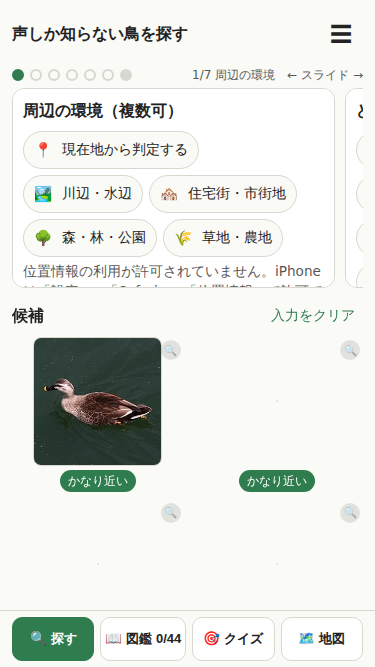 声しか知らない鳥を探す
1/7 周辺の環境 ← スライド →
周辺の環境（複数可）
現在地から判定する
川辺・水辺 住宅街・市街地
森・林・公園 草地・農地
位置情報の利用が許可されていません。iPhone
候補 入力をクリア
かなり近い かなり近い
探す 図鑑 0/44 クイズ 地図